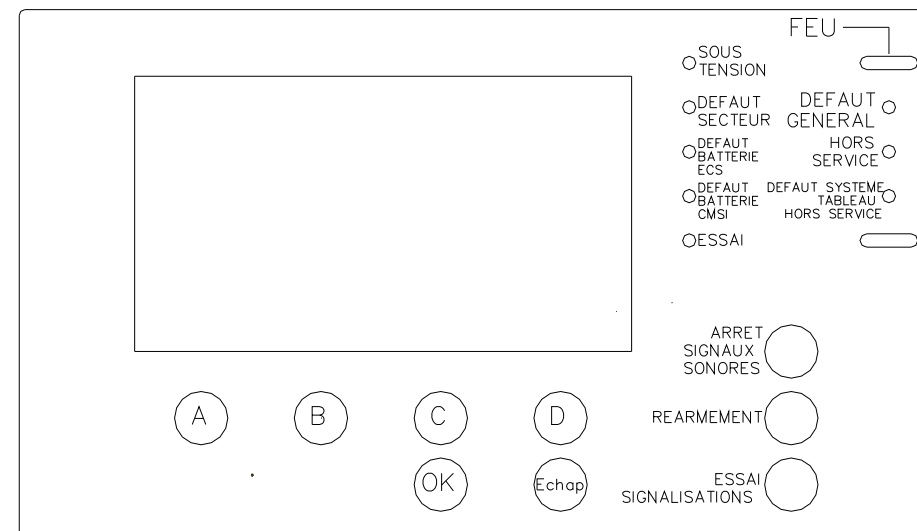 FEU
SOUS
TENSION
DEFAUT
SECTEUR
DEFAUT
GENERAL
DEFAUT
BATTERIE
ECS
HORS
SERVICE
DEFAUT
BATTERIE
CMSI
DEFAUT SYSTEME
TABLEAU
HORS SERVICE
ESSAI
ARRET
SIGNAUX
SONORES
A
B
C
D
REARMEMENT
OK
Echap
ESSAI
SIGNALISATIONS